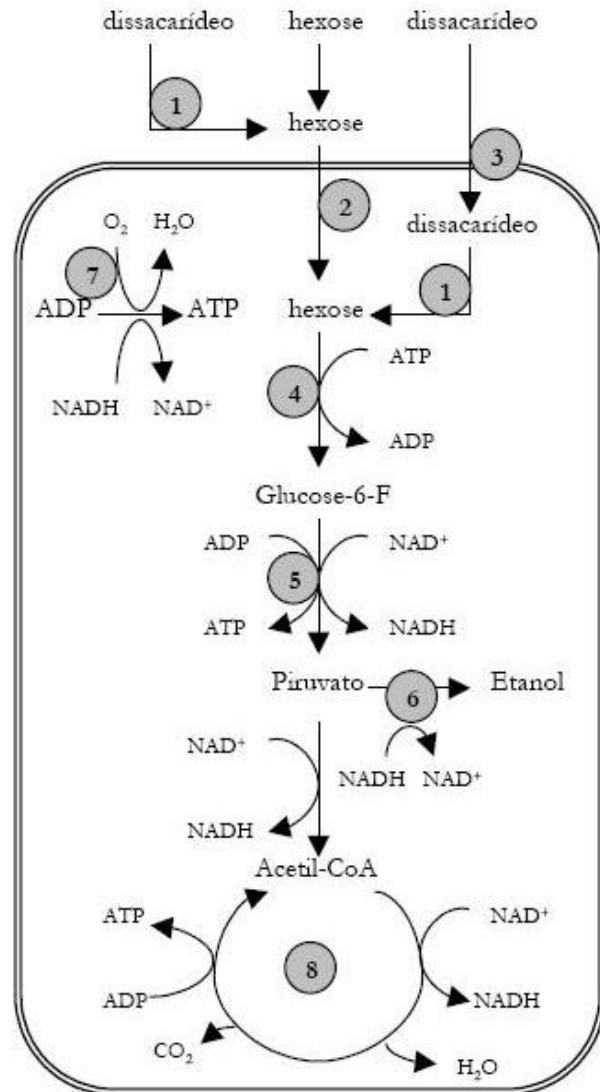 dissacarídeo hexose dissacarídeo
1
hexose
3
2
O₂ H₂O
dissacarídeo
7
1
ADP ATP hexose
ATP
NADH NAD⁺
4
ADP
Glucose-6-F
ADP NAD⁺
5
ATP NADH
Piruvato Etanol
6
NAD⁺
NADH NAD⁺
NADH
Acetil-CoA
ATP NAD⁺
8
ADP NADH
CO₂
H₂O